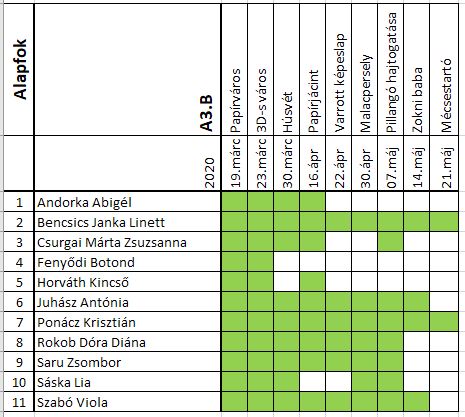 Alapfok
2020 A3.B
19.márc Papírváros
23.márc 3D-s város
30.márc Húsvét
16.ápr Papírjácint
22.ápr Varrott képeslap
30.ápr Malacpersely
07.máj Pillangó hajtogatása
14.máj Zokni baba
21.máj Mécsestartó
1 Andorka Abigél
2 Bencsics Janka Linett
3 Csurgai Márta Zsuzsanna
4 Fenyődi Botond
5 Horváth Kincső
6 Juhász Antónia
7 Ponácz Krisztián
8 Rokob Dóra Diána
9 Saru Zsombor
10 Sáska Lia
11 Szabó Viola